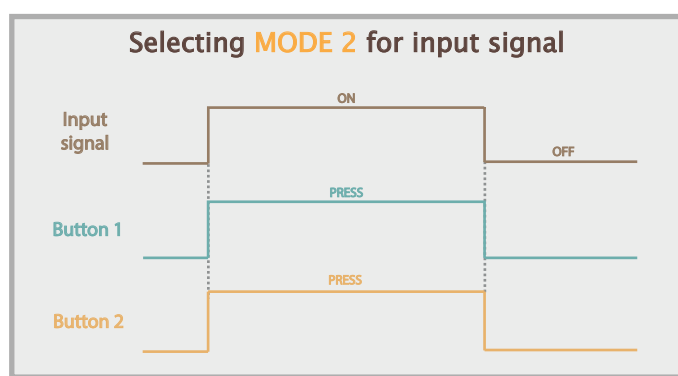 Selecting MODE 2 for input signal
ON
Input
signal
OFF
PRESS
Button 1
PRESS
Button 2